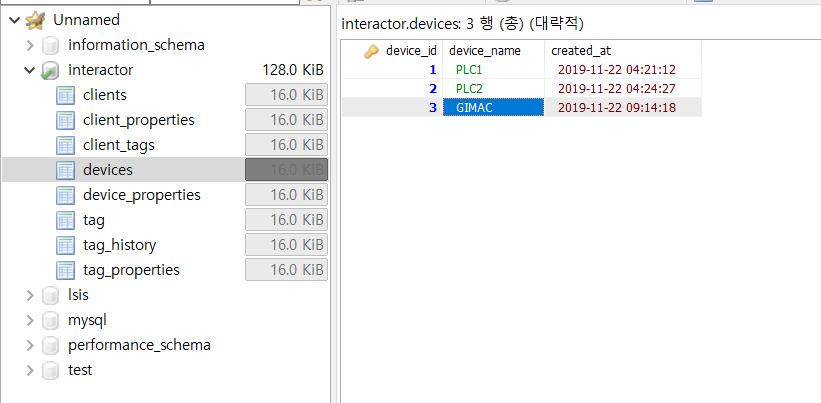 Unnamed
information_schema
interactor 128.0 KiB
clients 16.0 KiB
client_properties 16.0 KiB
client_tags 16.0 KiB
devices 16.0 KiB
device_properties 16.0 KiB
tag 16.0 KiB
tag_history 16.0 KiB
tag_properties 16.0 KiB
lsis
mysql
performance_schema
test
interactor.devices: 3 행 (총) (대략적)
device_id device_name created_at
1 PLC1 2019-11-22 04:21:12
2 PLC2 2019-11-22 04:24:27
3 GIMAC 2019-11-22 09:14:18